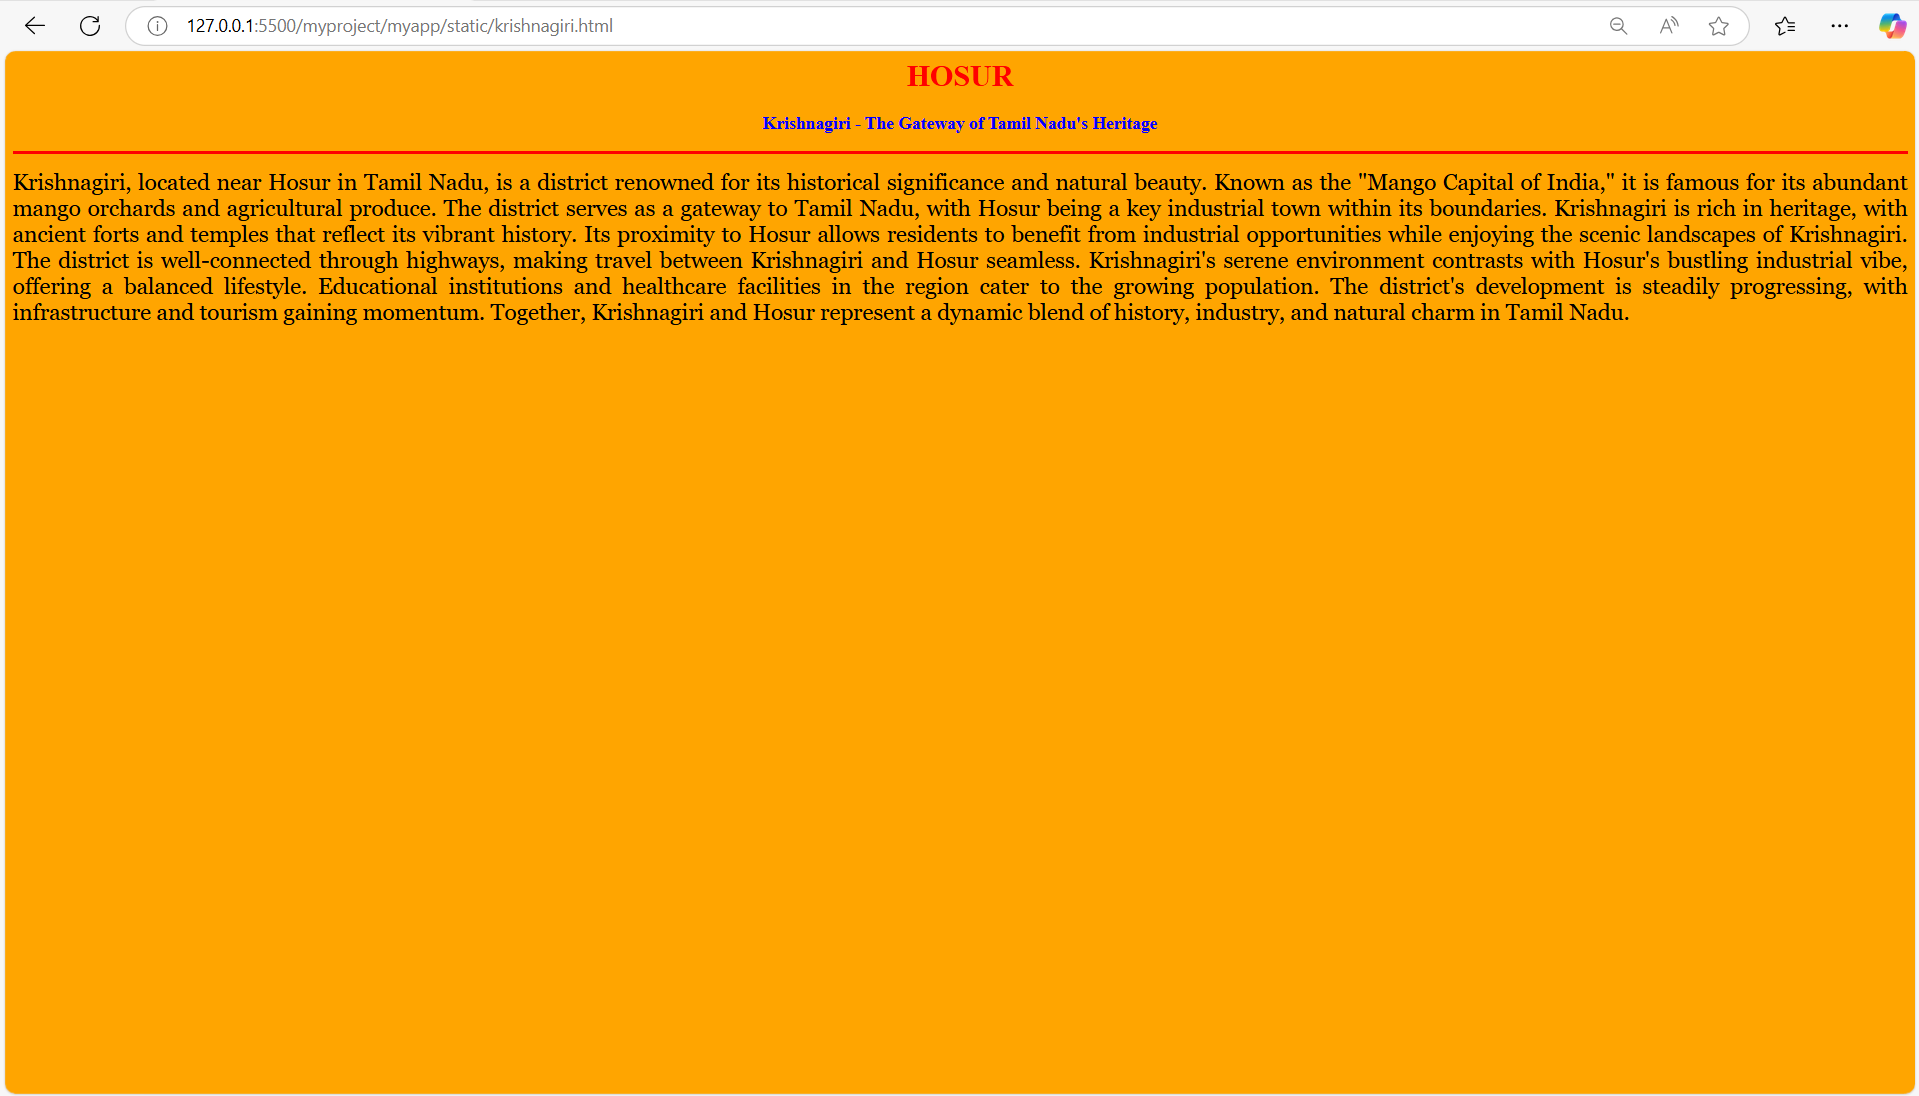 127.0.0.1:5500/myproject/myapp/static/krishnagiri.html
HOSUR
Krishnagiri - The Gateway of Tamil Nadu's Heritage
Krishnagiri, located near Hosur in Tamil Nadu, is a district renowned for its historical significance and natural beauty. Known as the "Mango Capital of India," it is famous for its abundant
mango orchards and agricultural produce. The district serves as a gateway to Tamil Nadu, with Hosur being a key industrial town within its boundaries. Krishnagiri is rich in heritage, with
ancient forts and temples that reflect its vibrant history. Its proximity to Hosur allows residents to benefit from industrial opportunities while enjoying the scenic landscapes of Krishnagiri.
The district is well-connected through highways, making travel between Krishnagiri and Hosur seamless. Krishnagiri's serene environment contrasts with Hosur's bustling industrial vibe,
offering a balanced lifestyle. Educational institutions and healthcare facilities in the region cater to the growing population. The district's development is steadily progressing, with
infrastructure and tourism gaining momentum. Together, Krishnagiri and Hosur represent a dynamic blend of history, industry, and natural charm in Tamil Nadu.